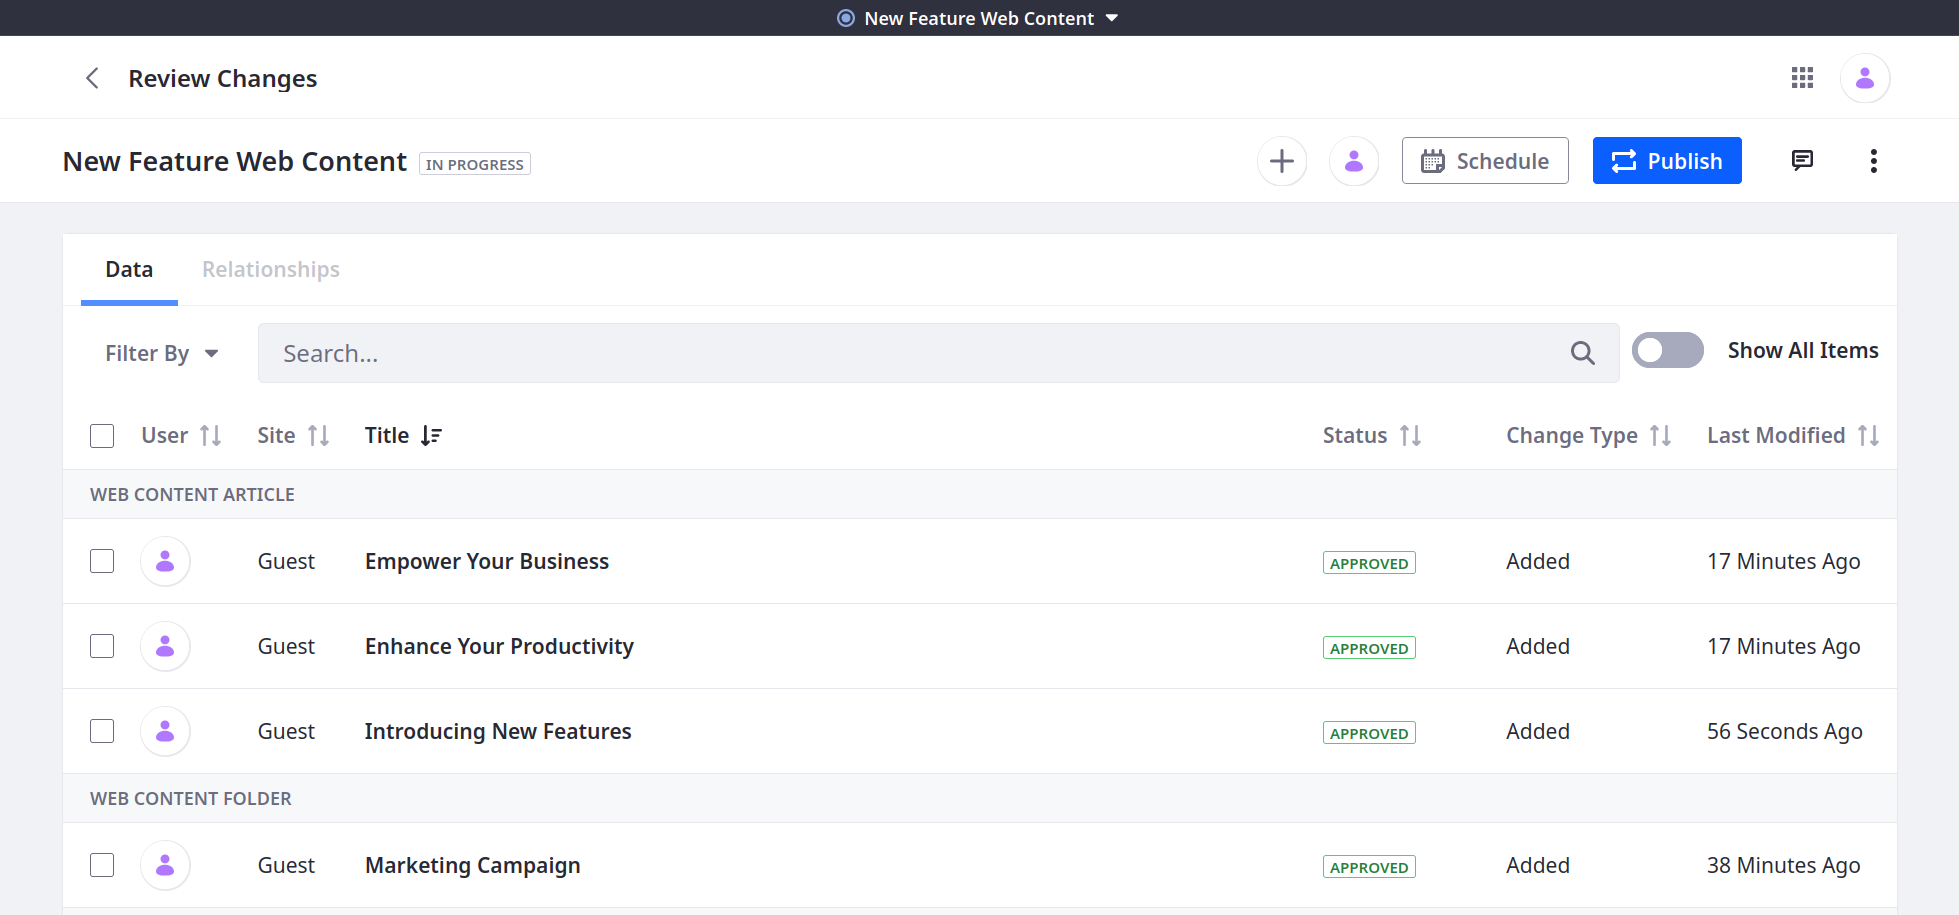 New Feature Web Content
Review Changes
New Feature Web Content IN PROGRESS Schedule Publish
Data Relationships
Filter By Search... Show All Items
User Site Title Status Change Type Last Modified
WEB CONTENT ARTICLE
Guest Empower Your Business APPROVED Added 17 Minutes Ago
Guest Enhance Your Productivity APPROVED Added 17 Minutes Ago
Guest Introducing New Features APPROVED Added 56 Seconds Ago
WEB CONTENT FOLDER
Guest Marketing Campaign APPROVED Added 38 Minutes Ago